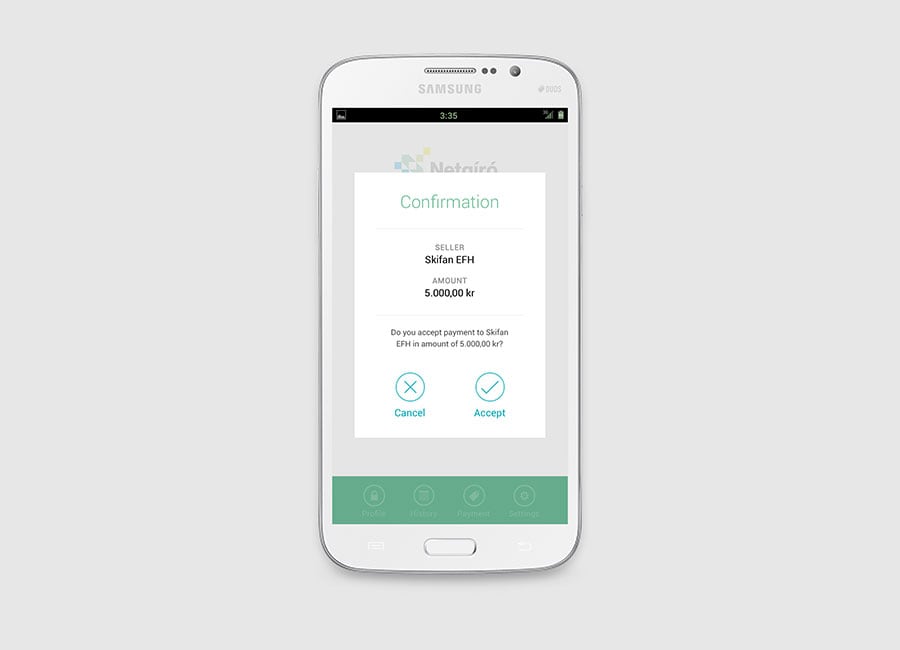 SAMSUNG
DUOS
3:35
Netgíró
Confirmation
SELLER
Skifan EFH
AMOUNT
5.000,00 kr
Do you accept payment to Skifan
EFH in amount of 5.000,00 kr?
Cancel
Accept
Profile
History
Payment
Settings